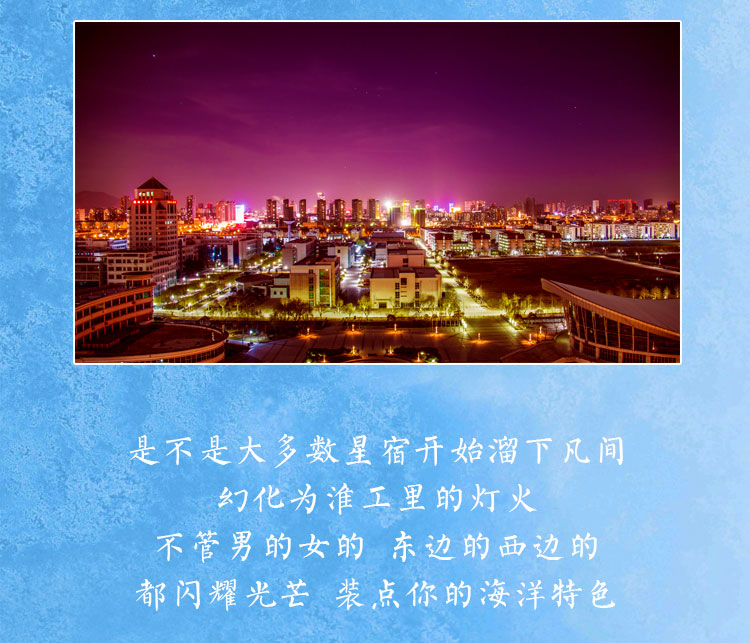 是不是大多数星宿开始溜下凡间
幻化为淮工里的灯火
不管男的女的 东边的西边的
都闪耀光芒 装点你的海洋特色